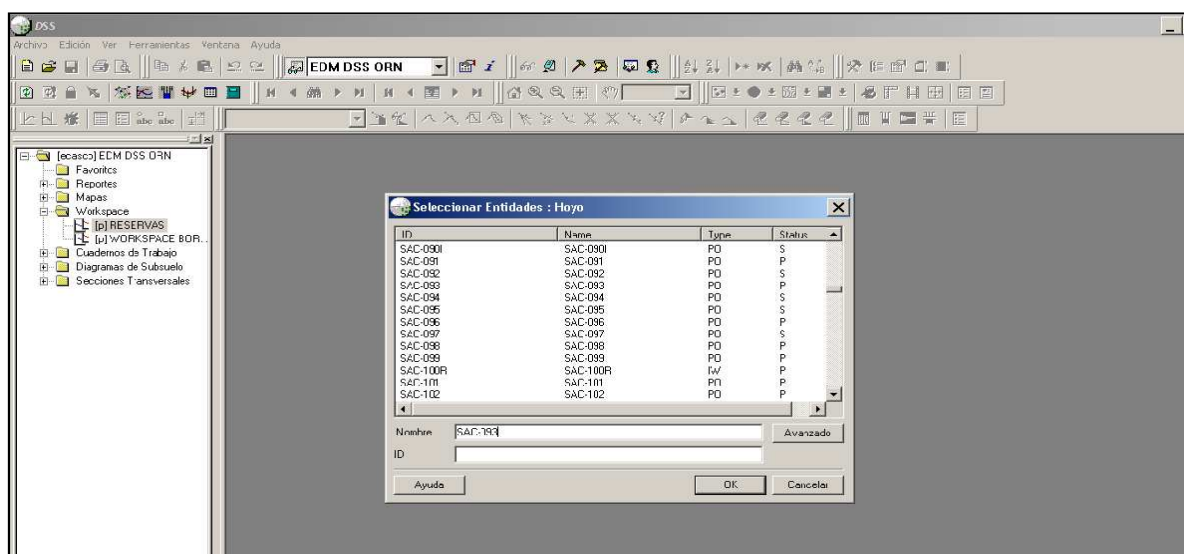 DSS
Archivo Edición Ver Herramientas Ventana Ayuda
EDM DSS ORN
abc abc
[ecasco] EDM DSS ORN
Favoritos
Reportes
Mapas
Workspace
[p] RESERVAS
[p] WORKSPACE BOR...
Cuadernos de Trabajo
Diagramas de Subsuelo
Secciones Transversales
Seleccionar Entidades : Hoyo
ID Name Type Status
SAC-090I SAC-090I PO S
SAC-091 SAC-091 PO P
SAC-092 SAC-092 PO S
SAC-093 SAC-093 PO P
SAC-094 SAC-094 PO S
SAC-095 SAC-095 PO S
SAC-096 SAC-096 PO P
SAC-097 SAC-097 PO S
SAC-098 SAC-098 PO P
SAC-099 SAC-099 PO P
SAC-100R SAC-100R IW P
SAC-101 SAC-101 PO P
SAC-102 SAC-102 PO P
Nombre Avanzado
ID
Ayuda OK Cancelar